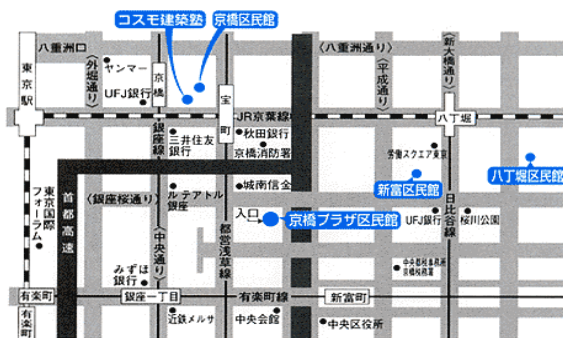 コスモ建築塾
京橋区民館
八重洲口
〈八重洲通り〉
〈新大橋通り〉
〈外堀通り〉
ヤンマー
UFJ銀行
京橋
宝町
〈平成通り〉
東京駅
JR京葉線
八丁堀
銀座線
三井住友
銀行
秋田銀行
京橋消防署
労働スクエア東京
八丁堀区民館
新富区民館
首都高速
〈銀座桜通り〉
ル テアトル
銀座
城南信金
入口
京橋プラザ区民館
UFJ銀行
桜川公園
日比谷線
東京国際
フォーラム
〈中央通り〉
都営浅草線
みずほ
銀行
有楽町
銀座一丁目
有楽町線
新富町
有楽町
近鉄メルサ
中央会館
中央区役所